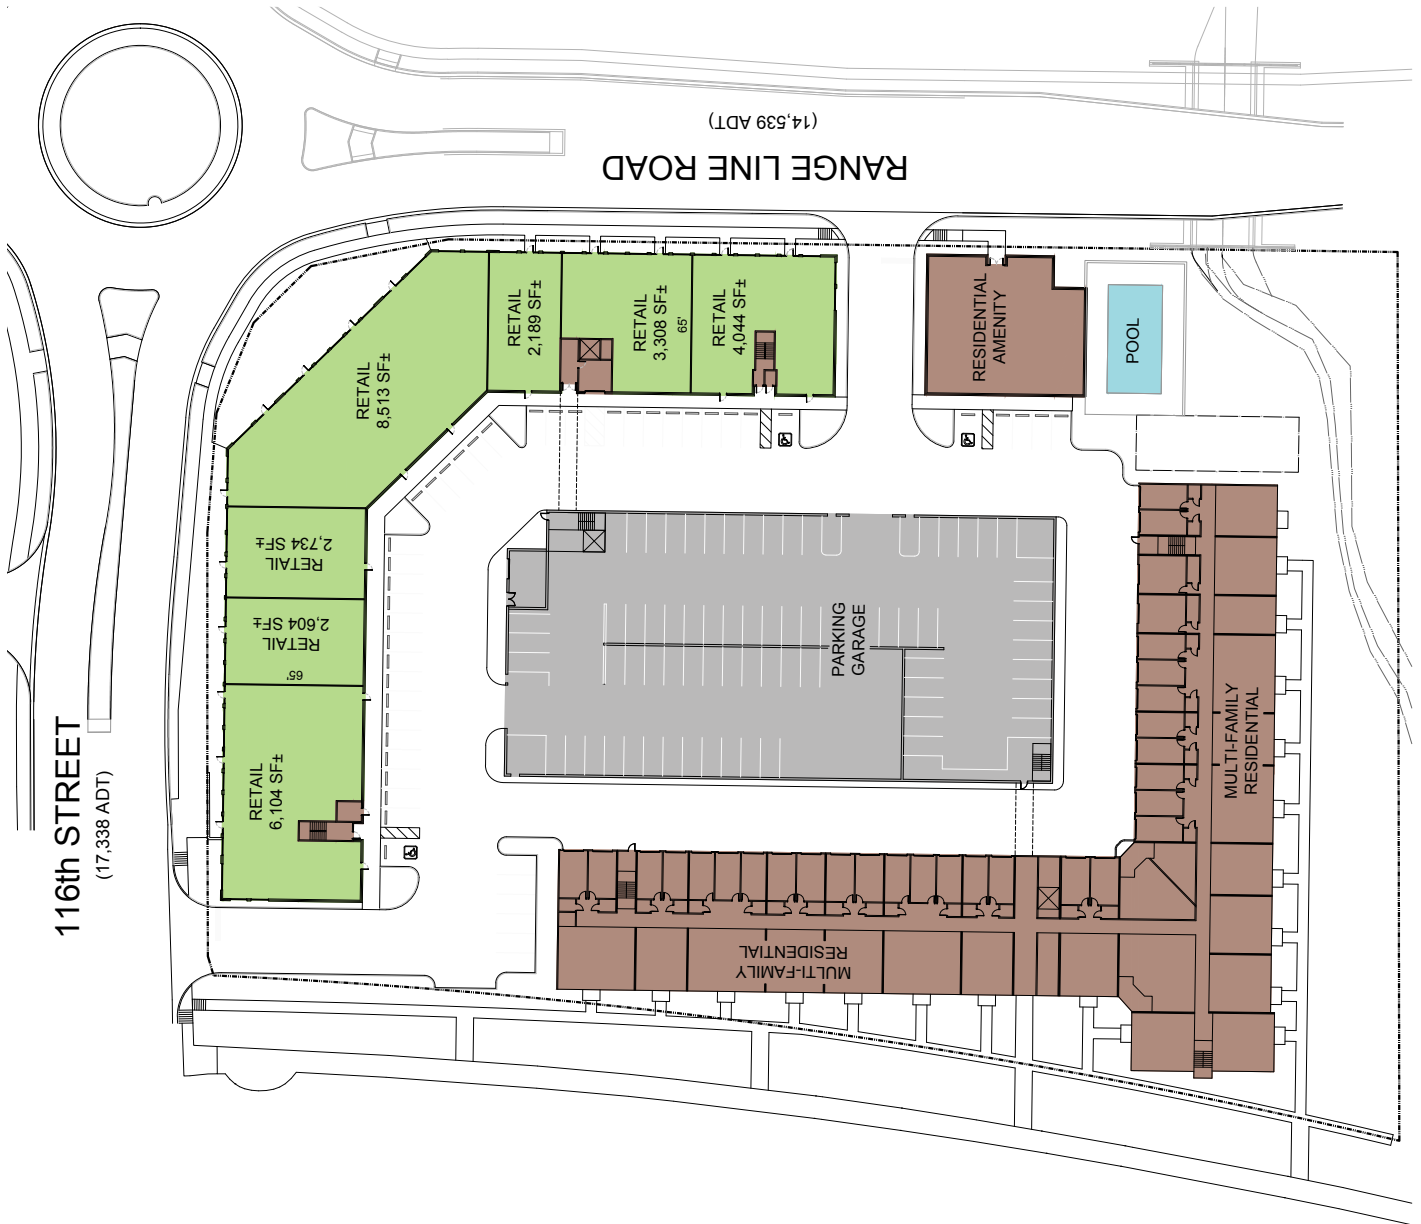 (14,539 ADT)
RANGE LINE ROAD
RETAIL
2,189 SF±
RETAIL
3,308 SF±
65'
RETAIL
4,044 SF±
RESIDENTIAL
AMENITY
POOL
RETAIL
8,513 SF±
RETAIL
2,734 SF±
RETAIL
2,604 SF±
65'
RETAIL
6,104 SF±
116th STREET
(17,338 ADT)
PARKING
GARAGE
MULTI-FAMILY
RESIDENTIAL
MULTI-FAMILY
RESIDENTIAL